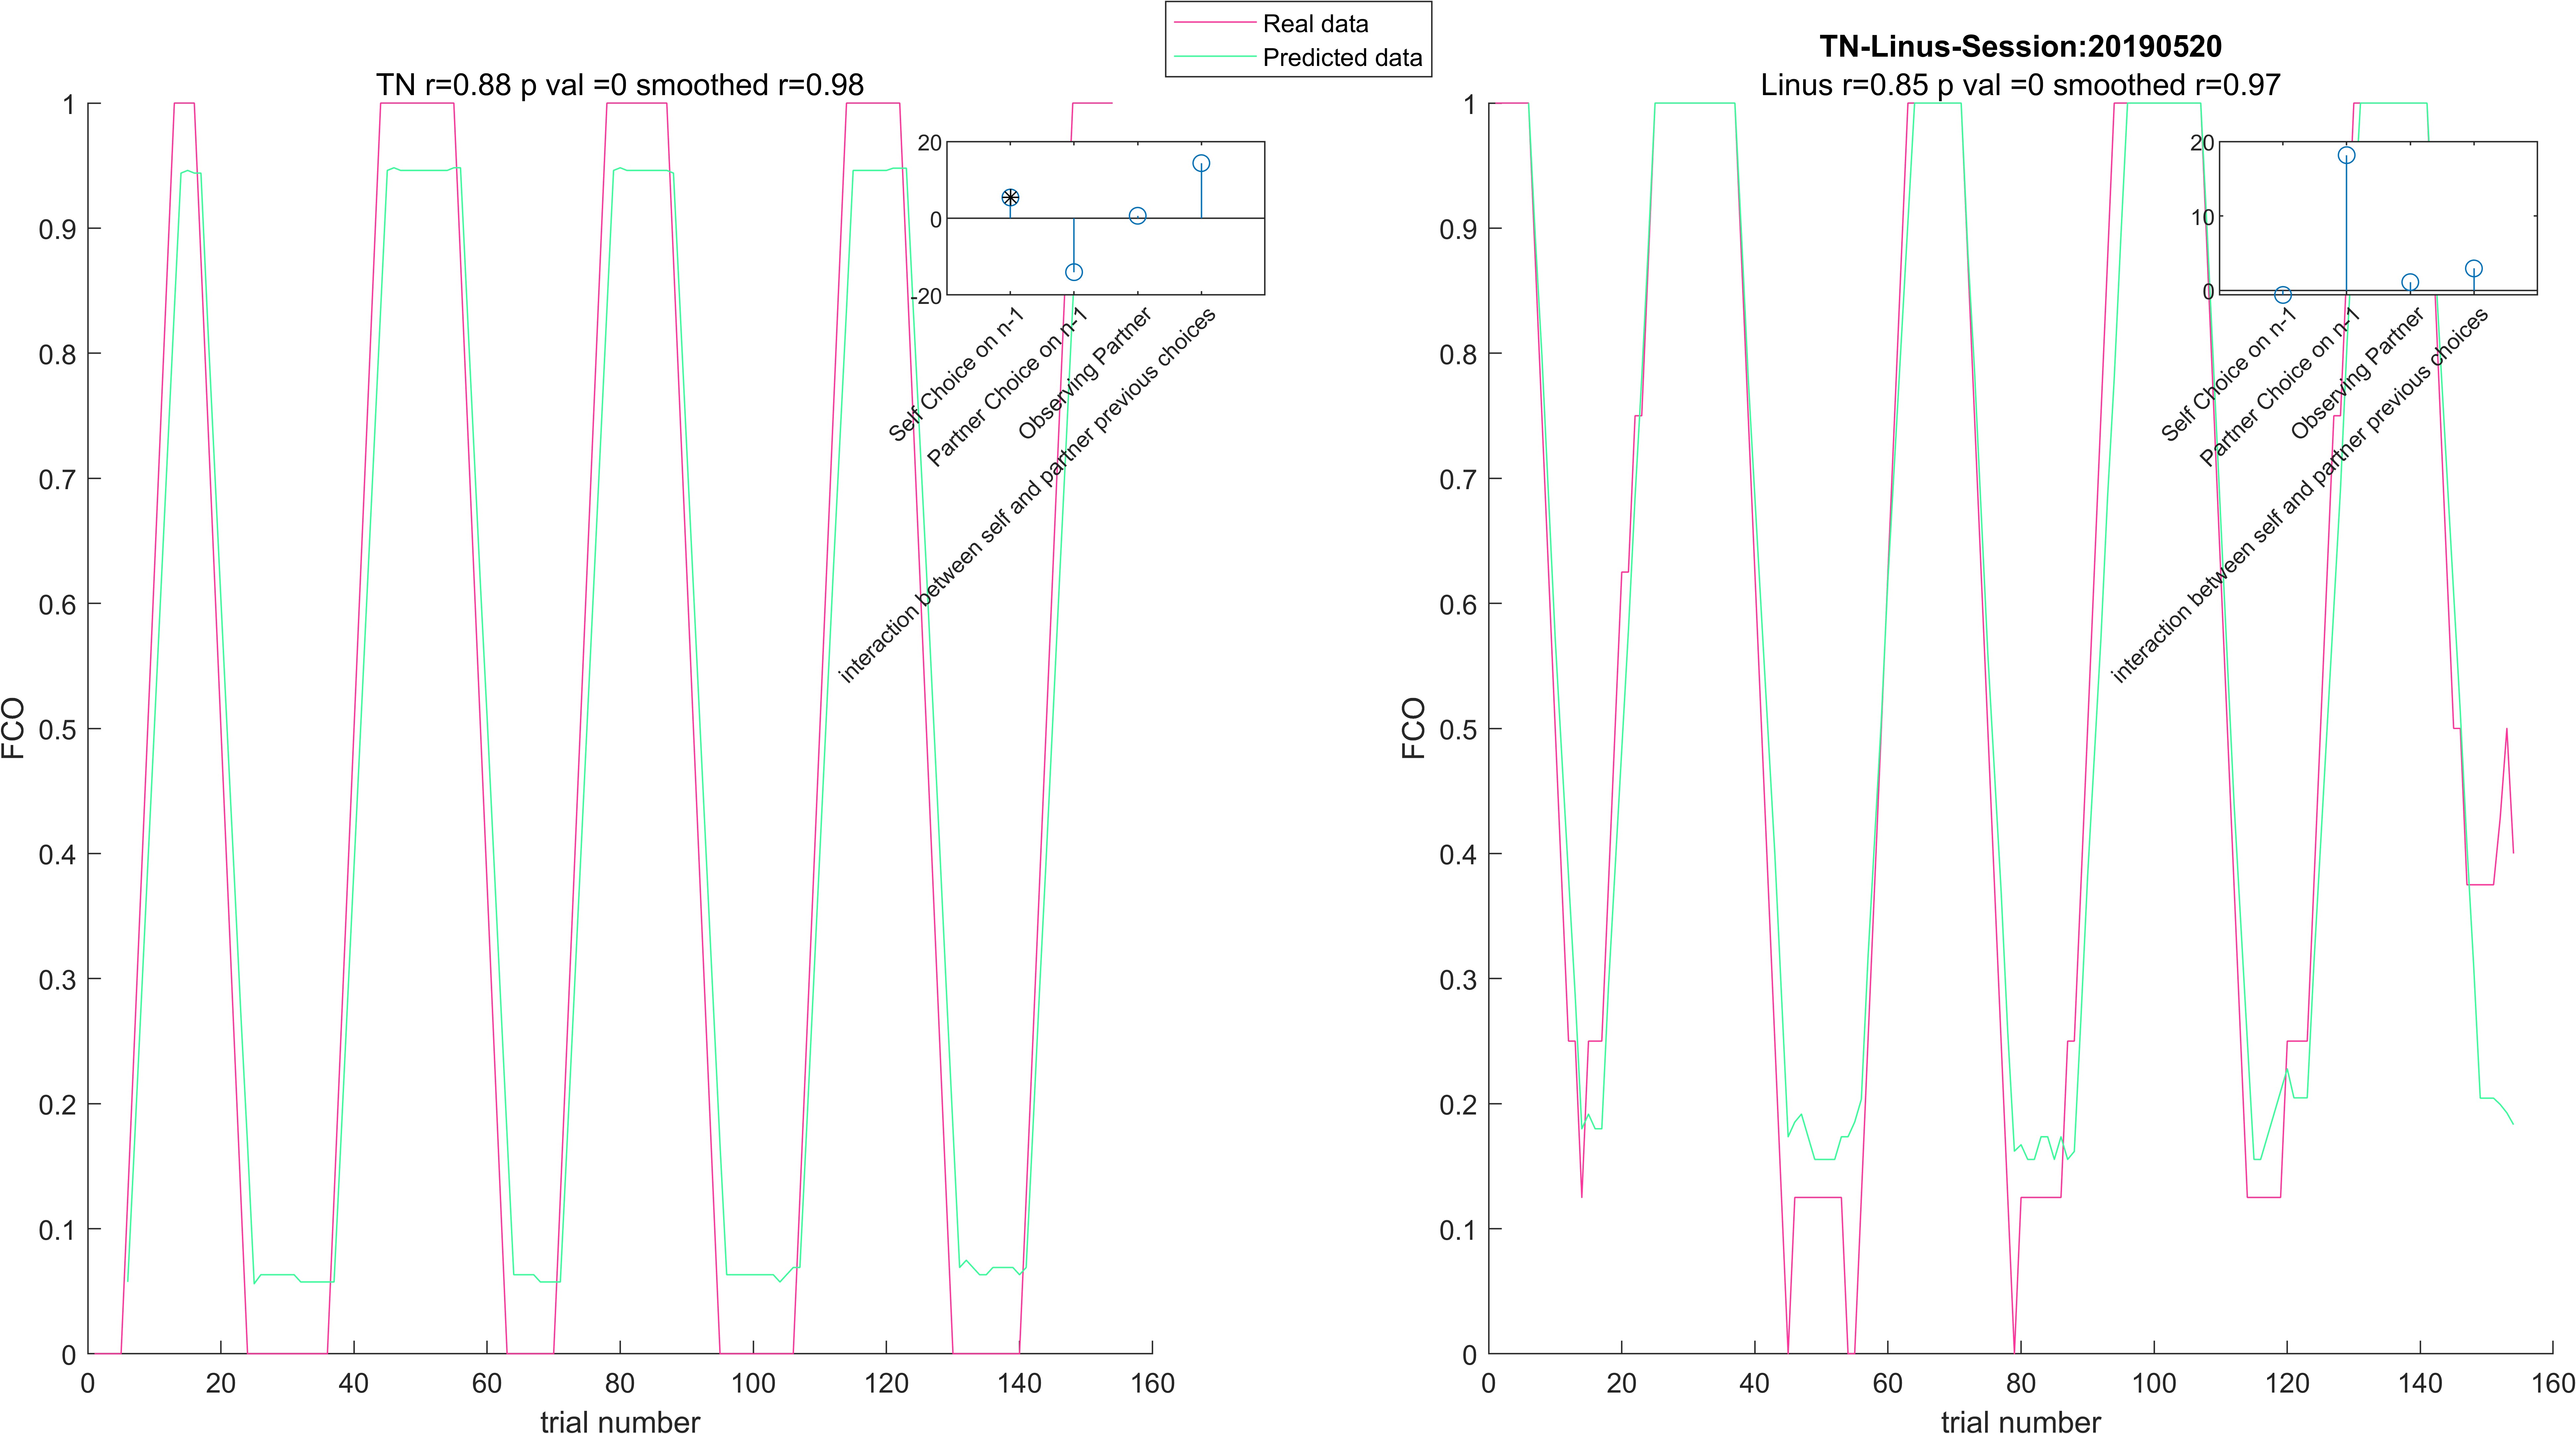 Real data
Predicted data
TN r=0.88 p val =0 smoothed r=0.98
1
0.9
0.8
0.7
0.6
0.5
0.4
0.3
0.2
0.1
0
FCO
0
20
40
60
80
100
120
140
160
trial number
20
0
-20
Self Choice on n-1
Partner Choice on n-1
Observing Partner
interaction between self and partner previous choices
TN-Linus-Session:20190520
Linus r=0.85 p val =0 smoothed r=0.97
1
0.9
0.8
0.7
0.6
0.5
0.4
0.3
0.2
0.1
0
FCO
0
20
40
60
80
100
120
140
160
trial number
20
10
0
Self Choice on n-1
Partner Choice on n-1
Observing Partner
interaction between self and partner previous choices